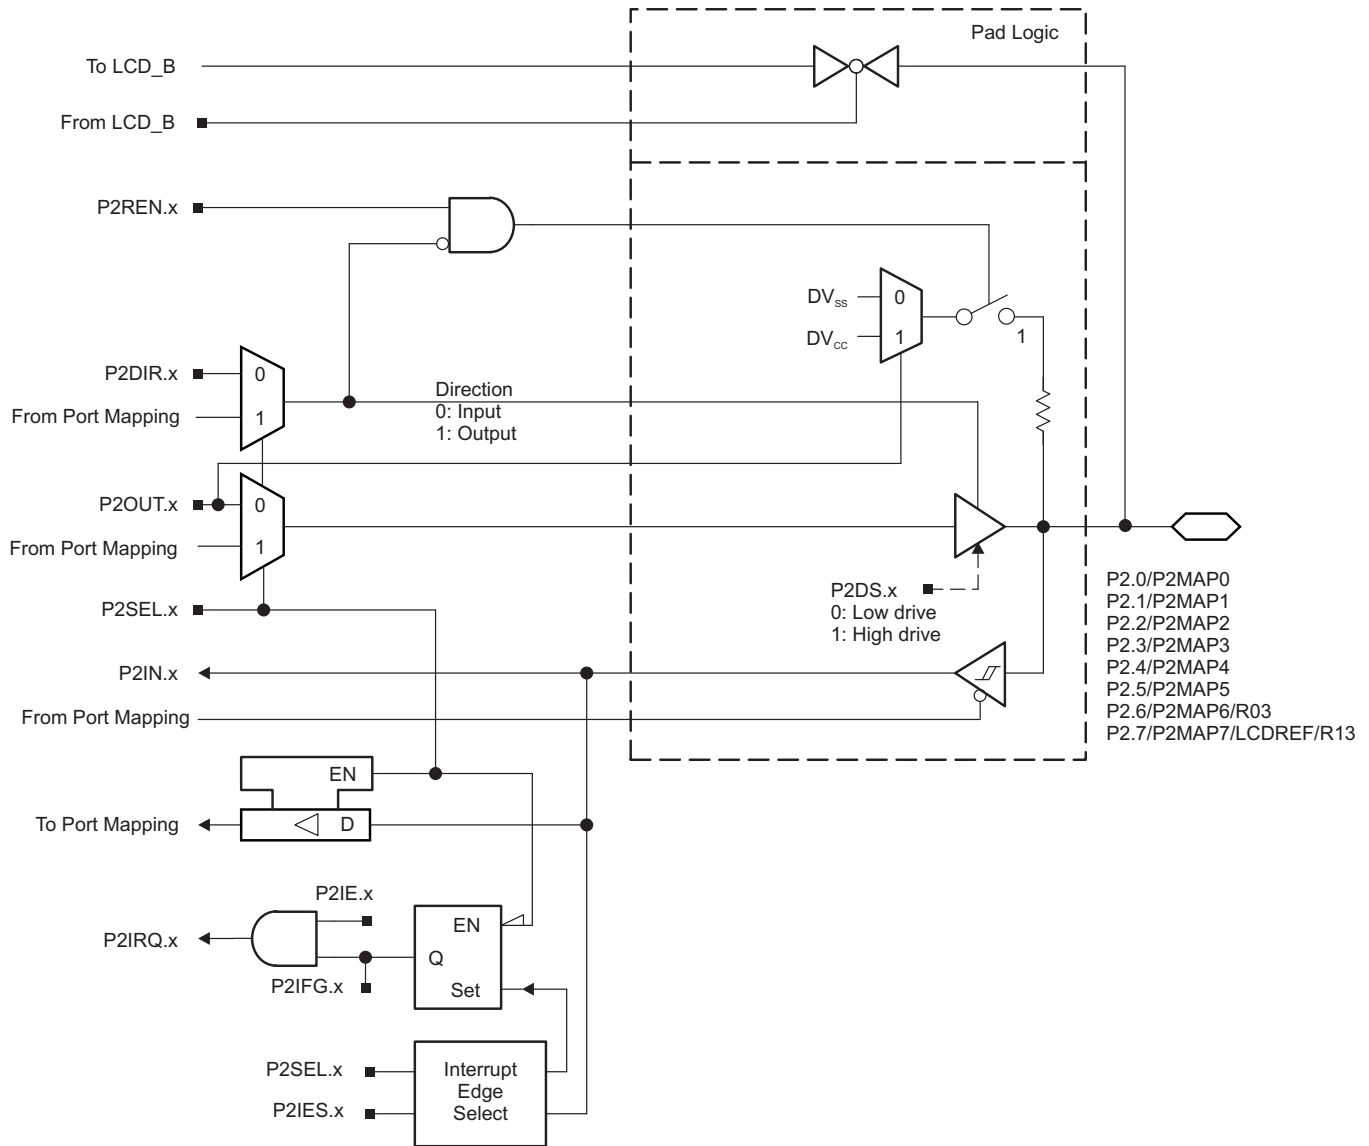 Pad Logic
To LCD_B
From LCD_B
P2REN.x
DVSS
0
DVCC
1
1
P2DIR.x
0
From Port Mapping
1
Direction
0: Input
1: Output
P2OUT.x
0
From Port Mapping
1
P2SEL.x
P2DS.x
0: Low drive
1: High drive
P2.0/P2MAP0
P2.1/P2MAP1
P2.2/P2MAP2
P2.3/P2MAP3
P2.4/P2MAP4
P2.5/P2MAP5
P2.6/P2MAP6/R03
P2.7/P2MAP7/LCDREF/R13
P2IN.x
From Port Mapping
EN
To Port Mapping
D
P2IE.x
EN
P2IRQ.x
Q
P2IFG.x
Set
P2SEL.x
P2IES.x
Interrupt
Edge
Select